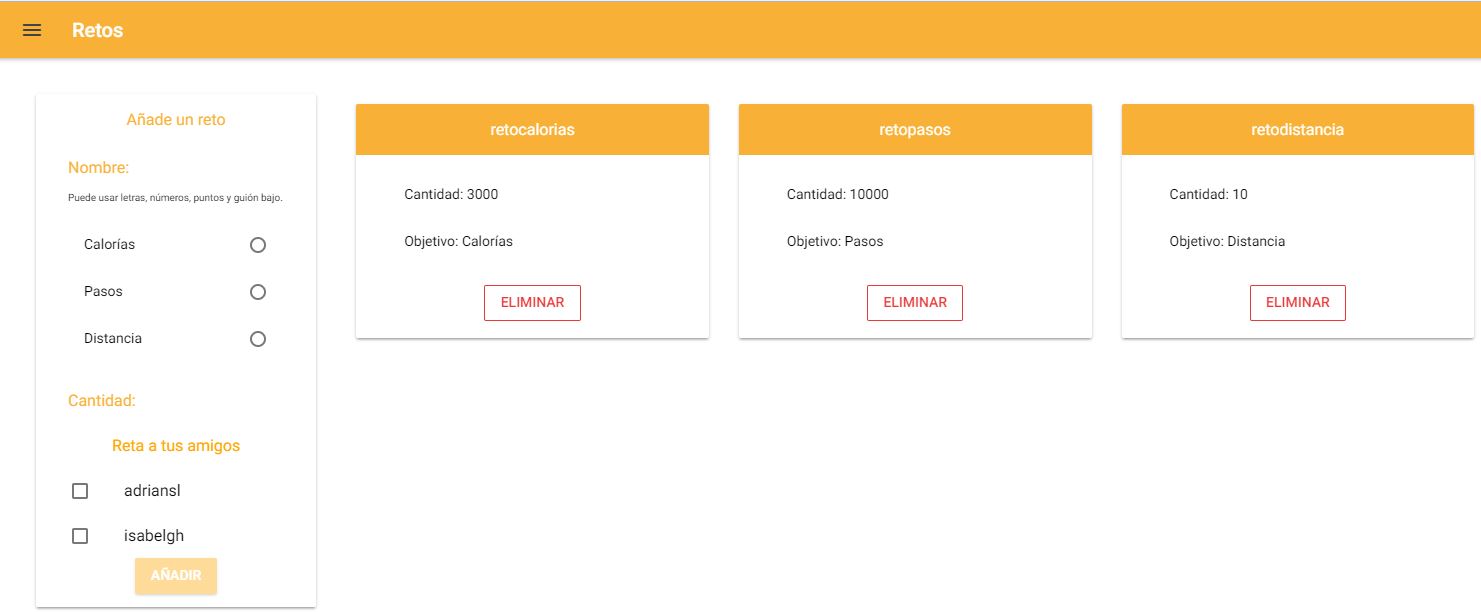 Retos
Añade un reto
Nombre:
Puede usar letras, números, puntos y guión bajo.
Calorías
Pasos
Distancia
Cantidad:
Reta a tus amigos
adriansl
isabelgh
AÑADIR
retocalorias
Cantidad: 3000
Objetivo: Calorías
ELIMINAR
retopasos
Cantidad: 10000
Objetivo: Pasos
ELIMINAR
retodistancia
Cantidad: 10
Objetivo: Distancia
ELIMINAR